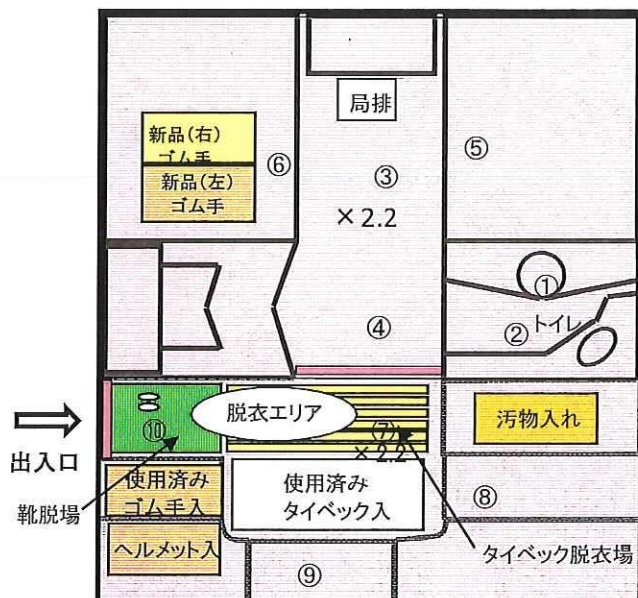 局排
新品(右)
ゴム手
新品(左)
ゴム手
⑥
③
⑤
×2.2
①
④
②
トイレ
脱衣エリア
⑩
(7)
×2.2
汚物入れ
出入口
使用済み
ゴム手入
使用済み
タイベック入
⑧
靴脱場
ヘルメット入
タイベック脱衣場
⑨